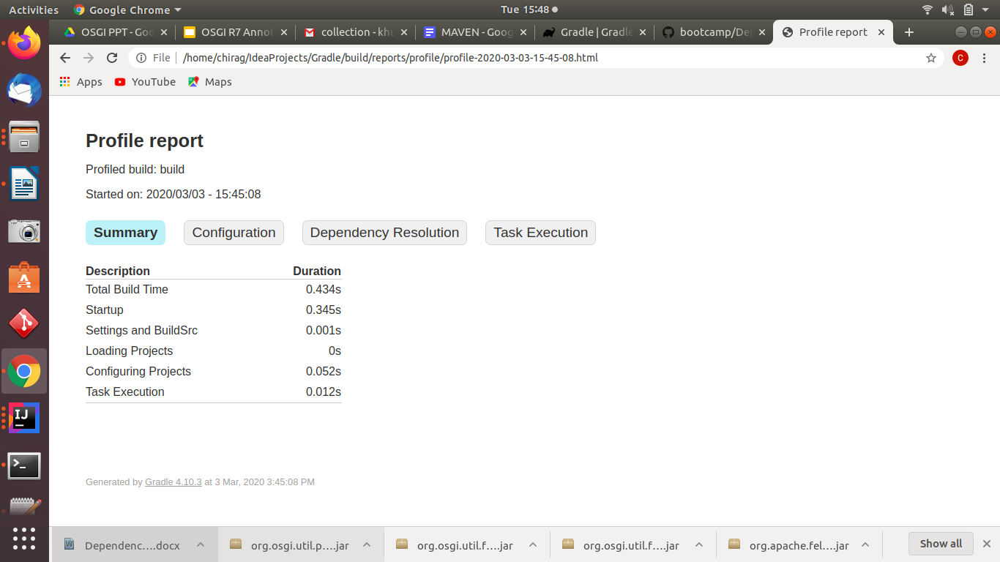 Activities Google Chrome Tue 15:48
OSGI PPT - Goo OSGI R7 Annot collection - khu MAVEN - Goog Gradle | Gradle bootcamp/Dep Profile report
File /home/chirag/IdeaProjects/Gradle/build/reports/profile/profile-2020-03-03-15-45-08.html C
Apps YouTube Maps
Profile report
Profiled build: build
Started on: 2020/03/03 - 15:45:08
Summary Configuration Dependency Resolution Task Execution
Description Duration
Total Build Time 0.434s
Startup 0.345s
Settings and BuildSrc 0.001s
Loading Projects 0s
Configuring Projects 0.052s
Task Execution 0.012s
Generated by Gradle 4.10.3 at 3 Mar, 2020 3:45:08 PM
Dependenc....docx org.osgi.util.p....jar org.osgi.util.f....jar org.osgi.util.f....jar org.apache.fel....jar Show all